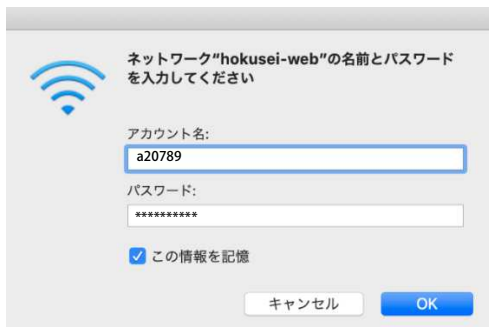 ネットワーク“hokusei-web”の名前とパスワード
を入力してください
アカウント名:
a20789
パスワード:
**********
この情報を記憶
キャンセル
OK